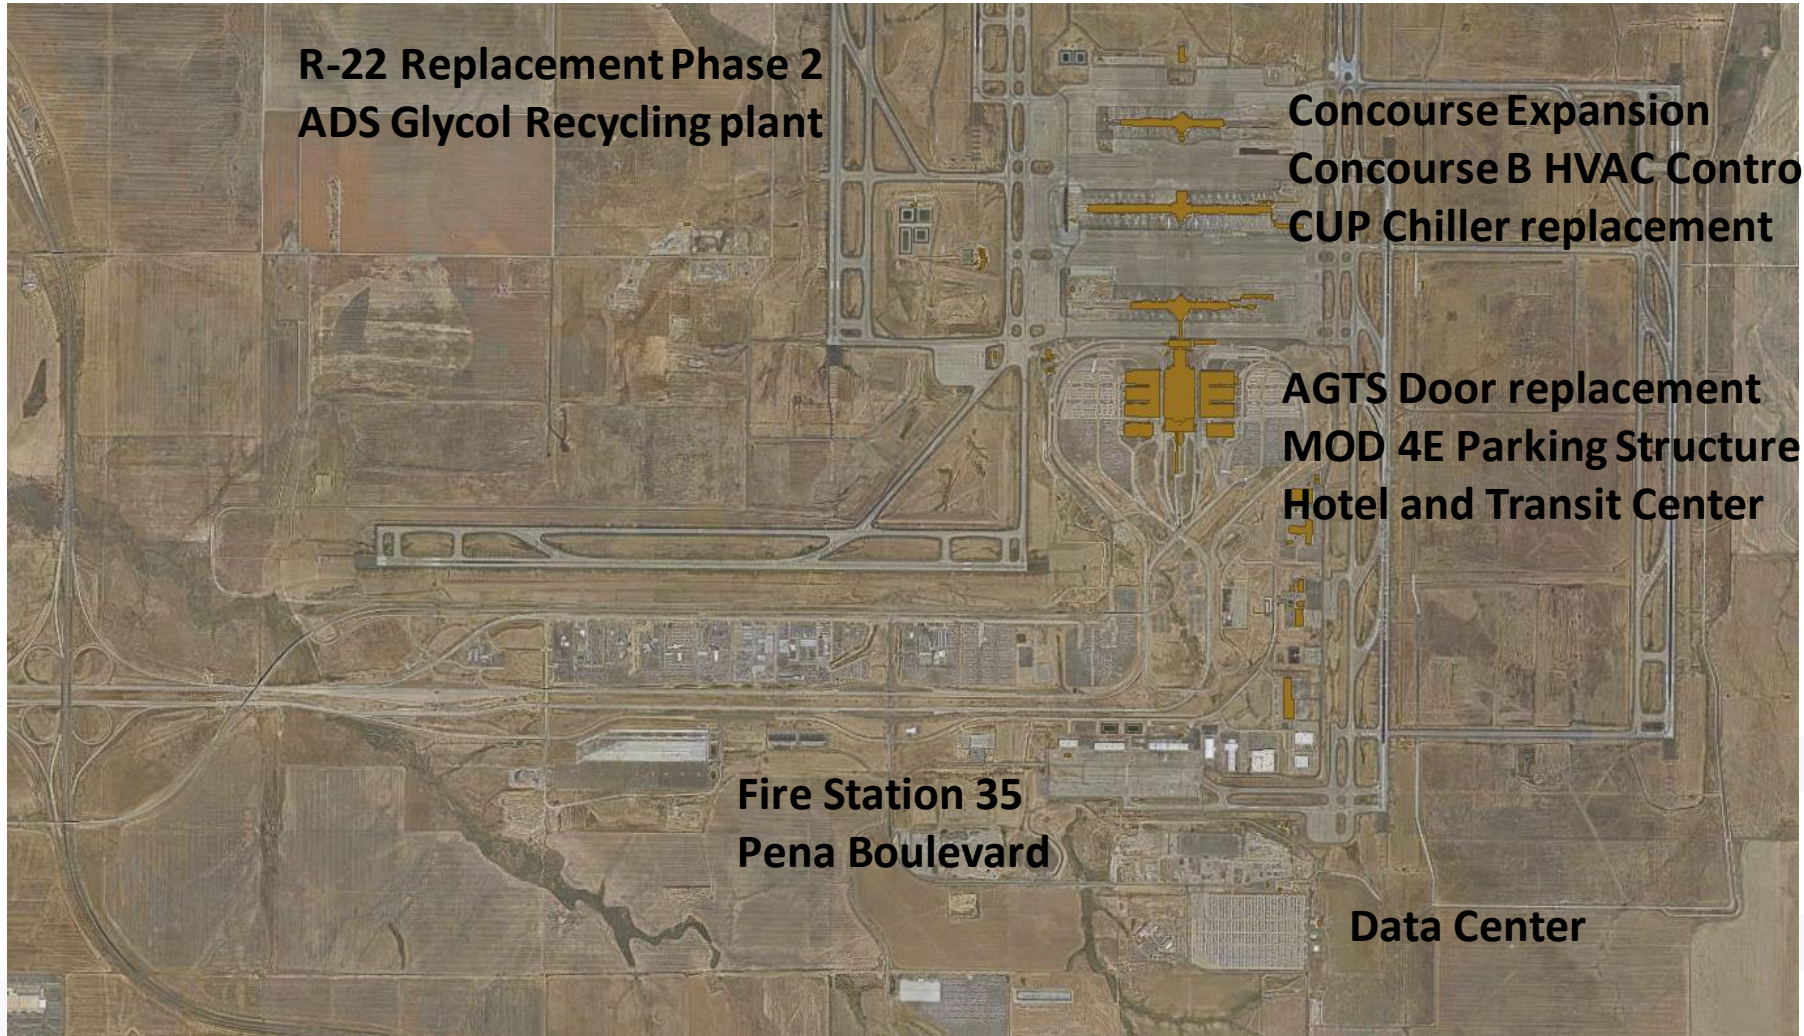 R-22 Replacement Phase 2
ADS Glycol Recycling plant
Concourse Expansion
Concourse B HVAC Contro
CUP Chiller replacement
AGTS Door replacement
MOD 4E Parking Structure
Hotel and Transit Center
Fire Station 35
Pena Boulevard
Data Center